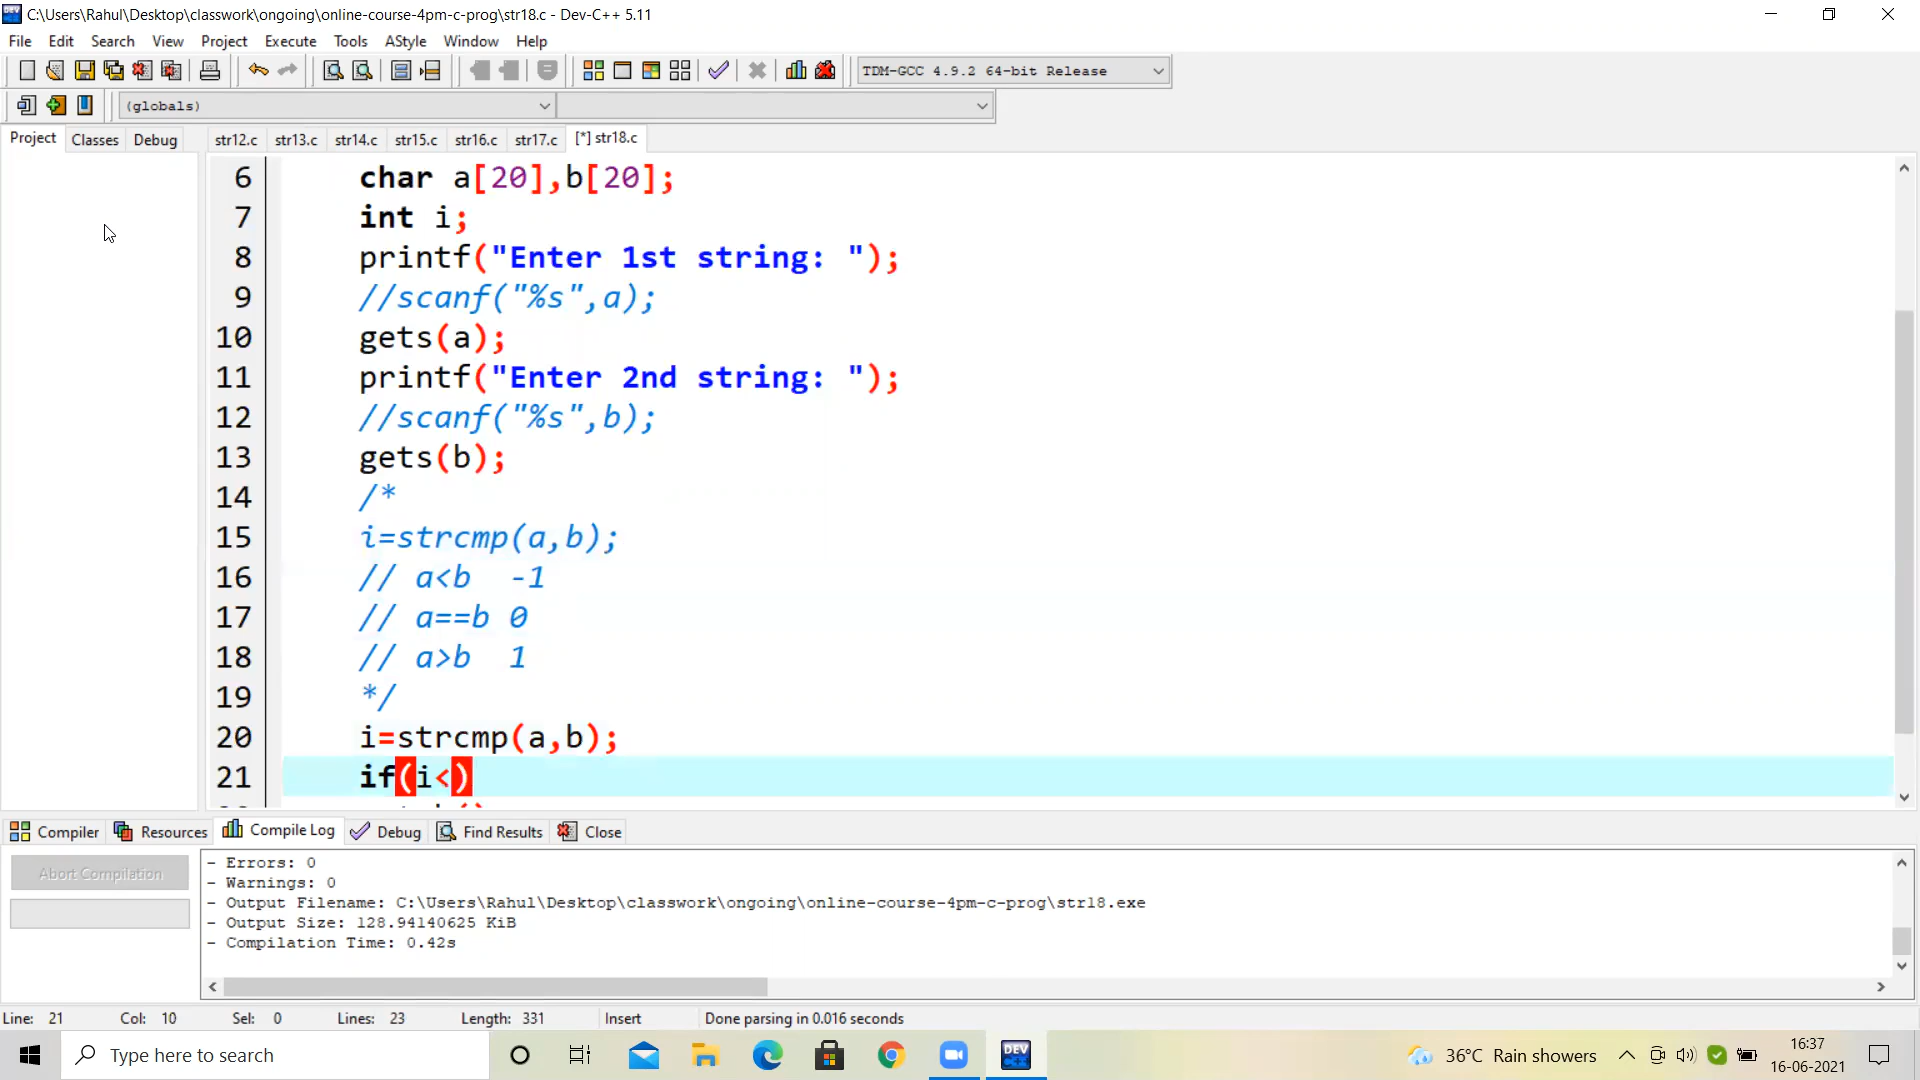 C:\Users\Rahul\Desktop\classwork\ongoing\online-course-4pm-c-prog\str18.c - Dev-C++ 5.11
File Edit Search View Project Execute Tools AStyle Window Help
TDM-GCC 4.9.2 64-bit Release
(globals)
Project Classes Debug str12.c str13.c str14.c str15.c str16.c str17.c [*] str18.c
6 char a[20],b[20];
7 int i;
8 printf("Enter 1st string: ");
9 //scanf("%s",a);
10 gets(a);
11 printf("Enter 2nd string: ");
12 //scanf("%s",b);
13 gets(b);
14 /*
15 i=strcmp(a,b);
16 // a<b  -1
17 // a==b 0
18 // a>b  1
19 */
20 i=strcmp(a,b);
21 if(i<)
Compiler Resources Compile Log Debug Find Results Close
Abort Compilation
- Errors: 0
- Warnings: 0
- Output Filename: C:\Users\Rahul\Desktop\classwork\ongoing\online-course-4pm-c-prog\str18.exe
- Output Size: 128.94140625 KiB
- Compilation Time: 0.42s
Line: 21 Col: 10 Sel: 0 Lines: 23 Length: 331 Insert Done parsing in 0.016 seconds
Type here to search
DEV
36°C Rain showers
16:37
16-06-2021